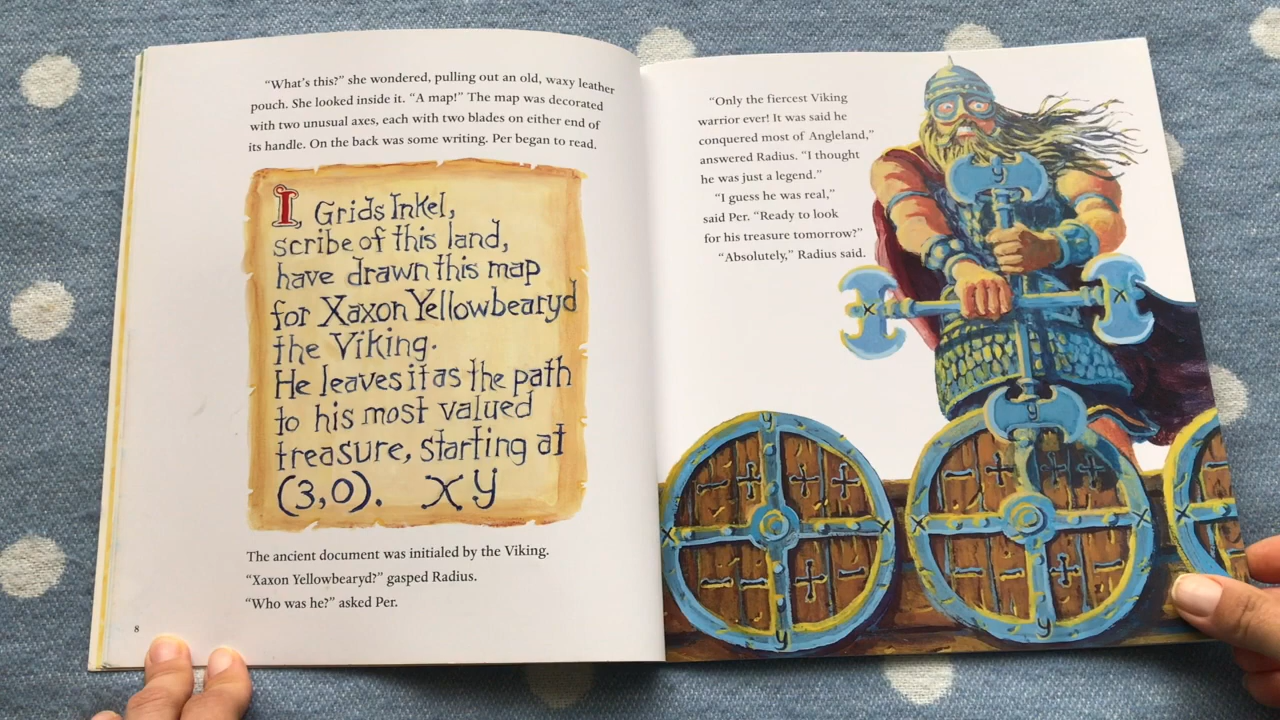 “What’s this?” she wondered, pulling out an old, waxy leather
pouch. She looked inside it. “A map!” The map was decorated
with two unusual axes, each with two blades on either end of
its handle. On the back was some writing. Per began to read.
I, Grids Inkel,
scribe of this land,
have drawn this map
for Xaxon Yellowbearyd
the Viking.
He leaves it as the path
to his most valued
treasure, starting at
(3,0). X y
The ancient document was initialed by the Viking.
“Xaxon Yellowbearyd?” gasped Radius.
“Who was he?” asked Per.
8
“Only the fiercest Viking
warrior ever! It was said he
conquered most of Angleland,”
answered Radius. “I thought
he was just a legend.”
“I guess he was real,”
said Per. “Ready to look
for his treasure tomorrow?”
“Absolutely,” Radius said.
y
x x
y
y
- + + +
x x x x x
- - + -
y y